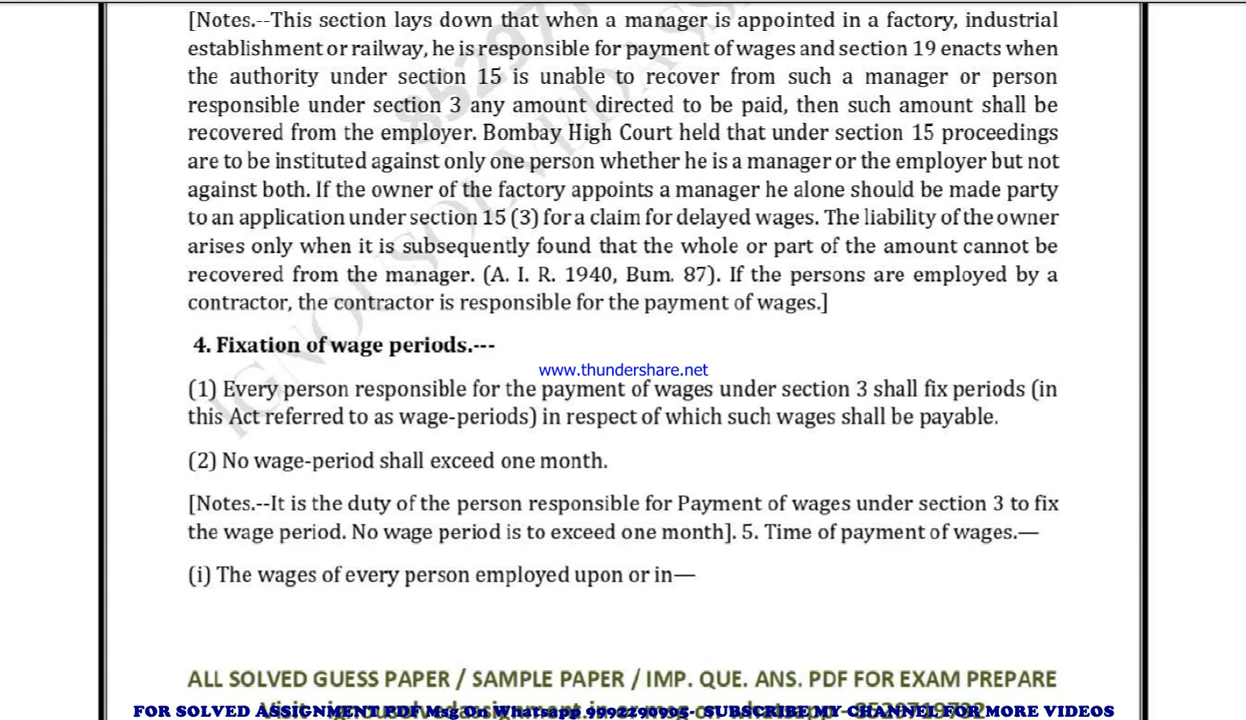 [Notes.--This section lays down that when a manager is appointed in a factory, industrial
establishment or railway, he is responsible for payment of wages and section 19 enacts when
the authority under section 15 is unable to recover from such a manager or person
responsible under section 3 any amount directed to be paid, then such amount shall be
recovered from the employer. Bombay High Court held that under section 15 proceedings
are to be instituted against only one person whether he is a manager or the employer but not
against both. If the owner of the factory appoints a manager he alone should be made party
to an application under section 15 (3) for a claim for delayed wages. The liability of the owner
arises only when it is subsequently found that the whole or part of the amount cannot be
recovered from the manager. (A. I. R. 1940, Bum. 87). If the persons are employed by a
contractor, the contractor is responsible for the payment of wages.]
4. Fixation of wage periods.---
www.thundershare.net
(1) Every person responsible for the payment of wages under section 3 shall fix periods (in
this Act referred to as wage-periods) in respect of which such wages shall be payable.
(2) No wage-period shall exceed one month.
[Notes.--It is the duty of the person responsible for Payment of wages under section 3 to fix
the wage period. No wage period is to exceed one month]. 5. Time of payment of wages.—
(i) The wages of every person employed upon or in—
ALL SOLVED GUESS PAPER / SAMPLE PAPER / IMP. QUE. ANS. PDF FOR EXAM PREPARE
FOR SOLVED ASSIGNMENT PDF Msg On Whatsapp 9992290905- SUBSCRIBE MY CHANNEL FOR MORE VIDEOS